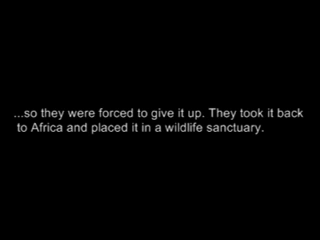 ...so they were forced to give it up. They took it back
to Africa and placed it in a wildlife sanctuary.